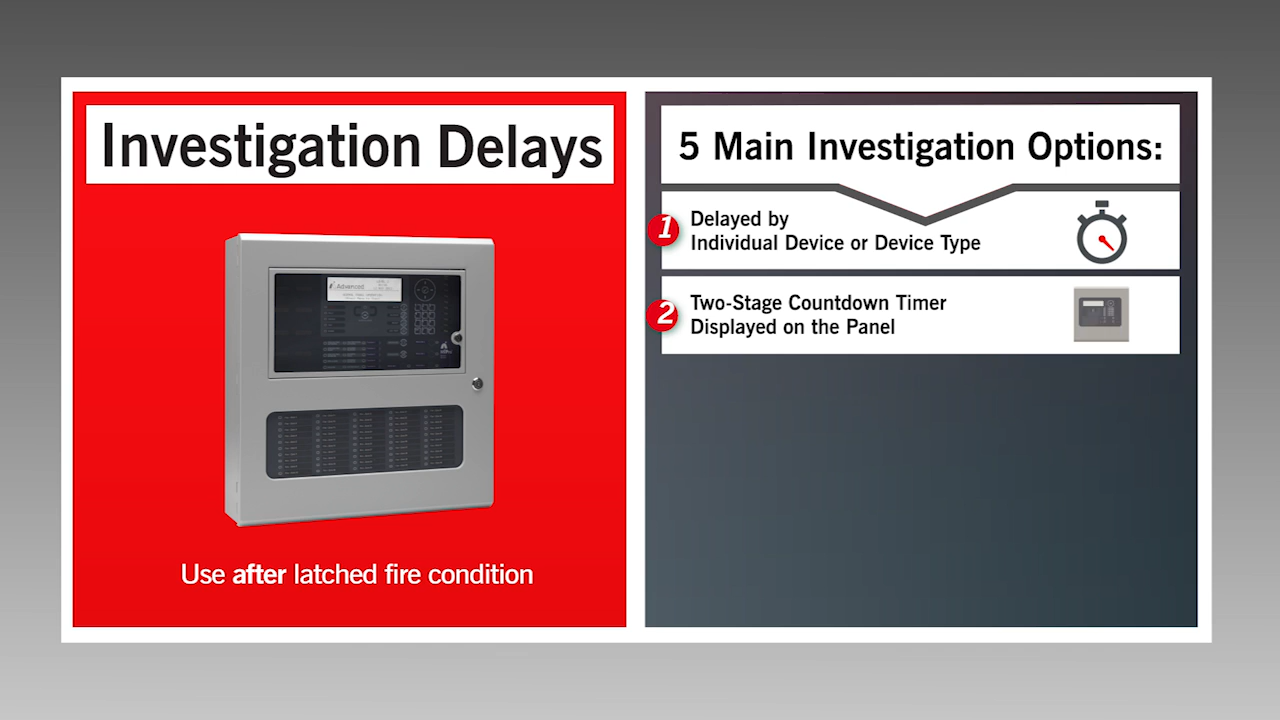 Investigation Delays
Advanced
Use after latched fire condition
5 Main Investigation Options:
1
Delayed by
Individual Device or Device Type
2
Two-Stage Countdown Timer
Displayed on the Panel